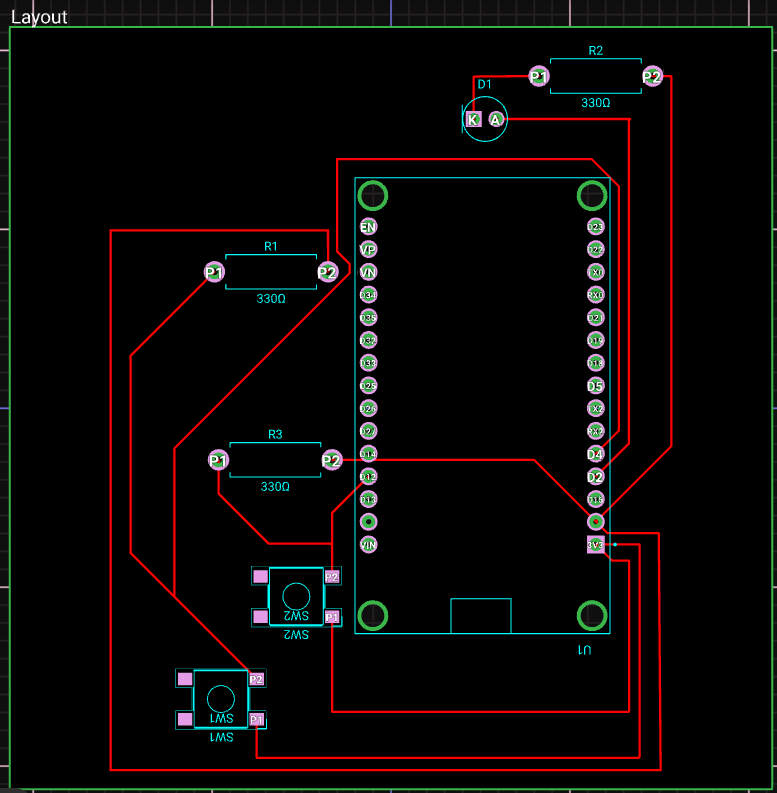 Layout
R2
P1
P2
330Ω
D1
K
A
R1
P1
P2
330Ω
R3
P1
P2
330Ω
EN
VP
VN
D34
D35
D32
D33
D25
D26
D27
D14
D12
D13
VIN
D23
D22
TX0
RX0
D21
D19
D18
D5
TX2
RX2
D4
D2
D15
3V3
U1
P2
P1
SW2
SW2
P2
P1
SW1
SW1